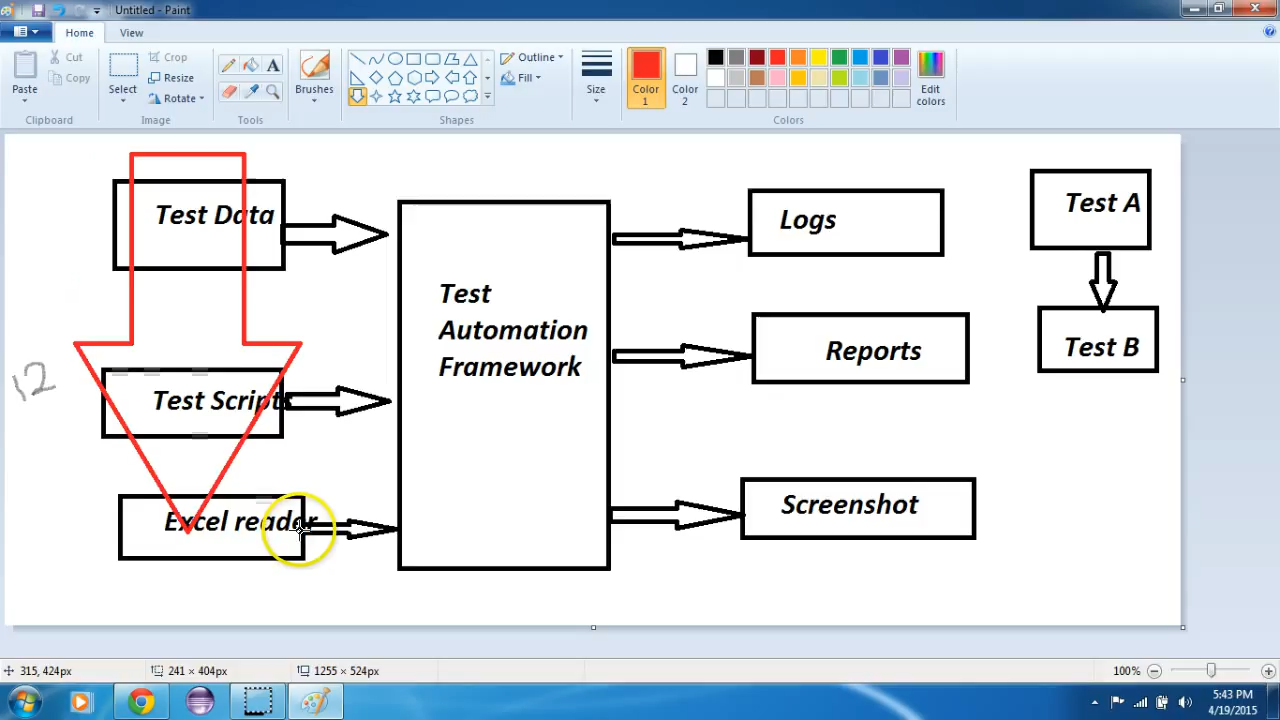 Untitled - Paint
Home
View
Paste
Cut
Copy
Clipboard
Select
Crop
Resize
Rotate
Image
Tools
Brushes
Shapes
Outline
Fill
Size
Color 1
Color 2
Edit colors
Colors
Test Data
Test Scripts
Excel reader
12
Test
Automation
Framework
Logs
Reports
Screenshot
Test A
Test B
315, 424px
241 × 404px
1255 × 524px
100%
5:43 PM
4/19/2015